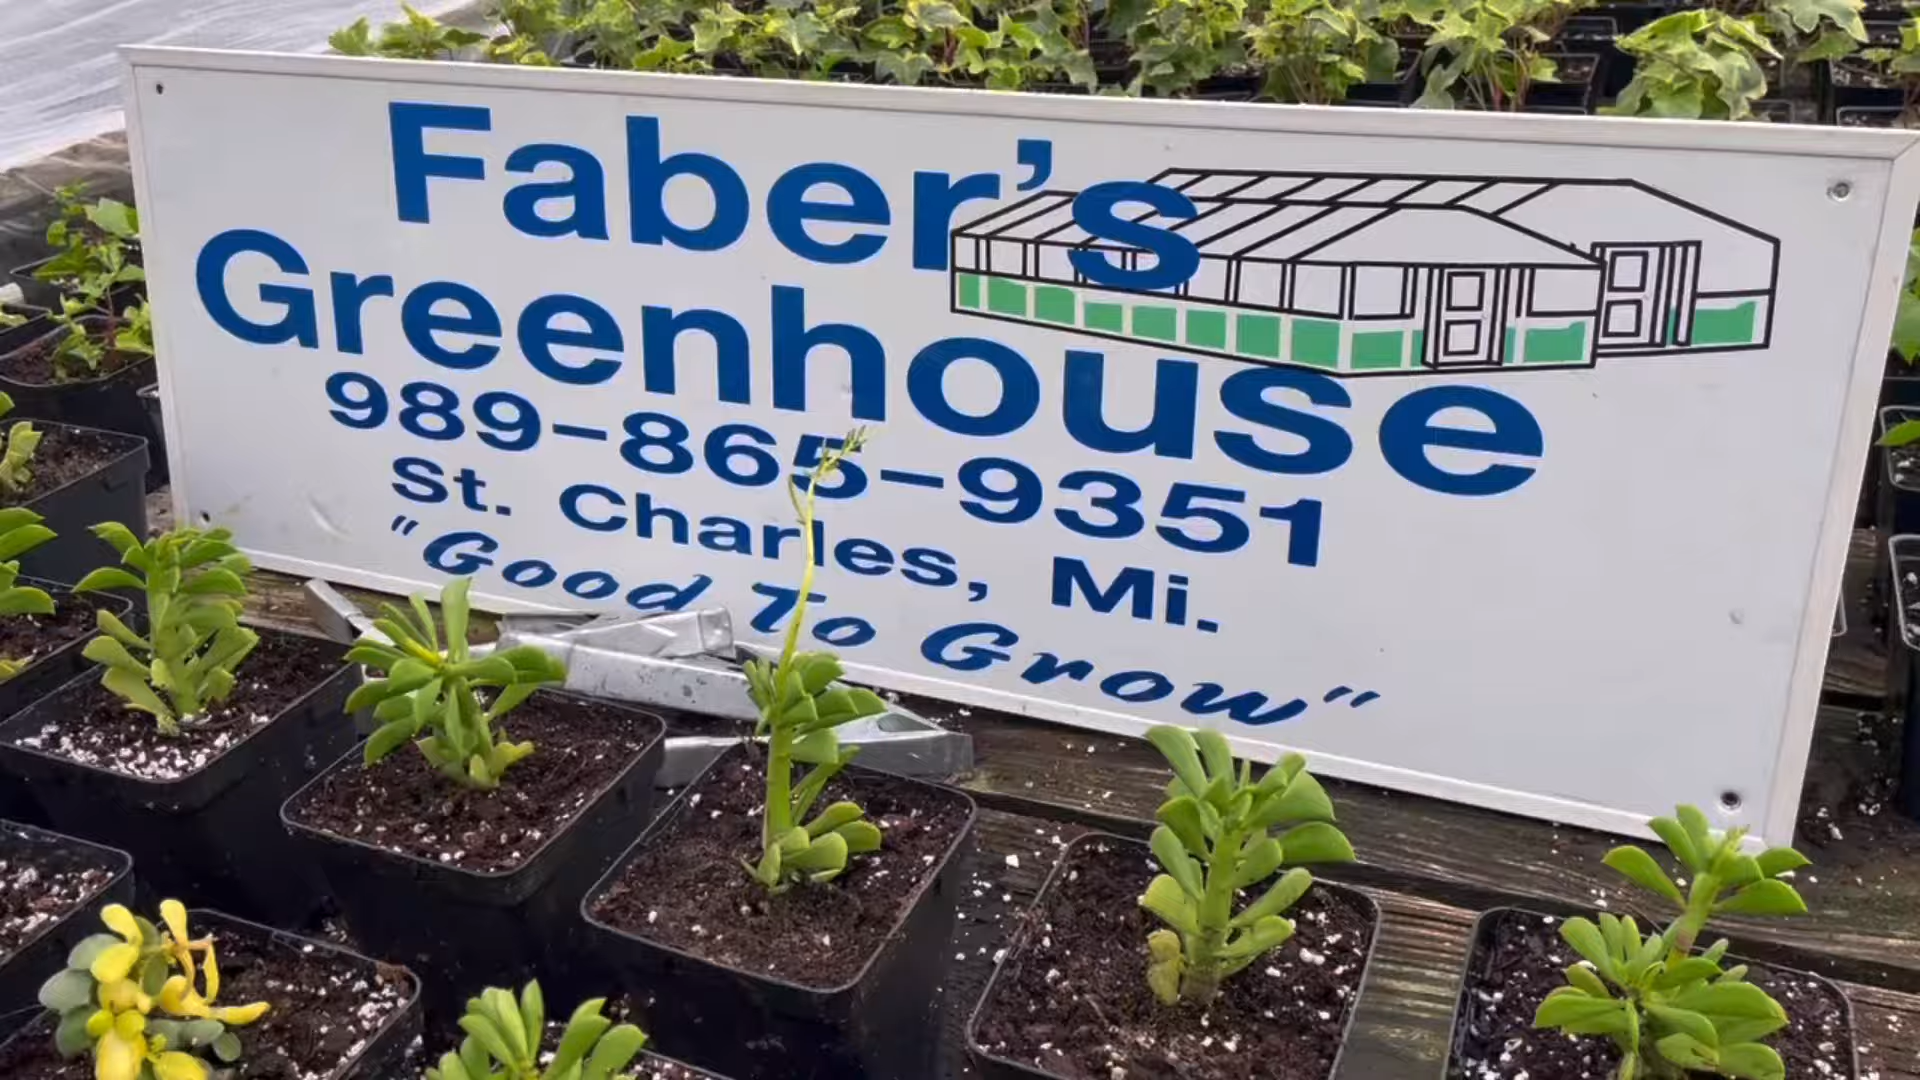 Faber's
Greenhouse
989-865-9351
St. Charles, Mi.
"Good To Grow"